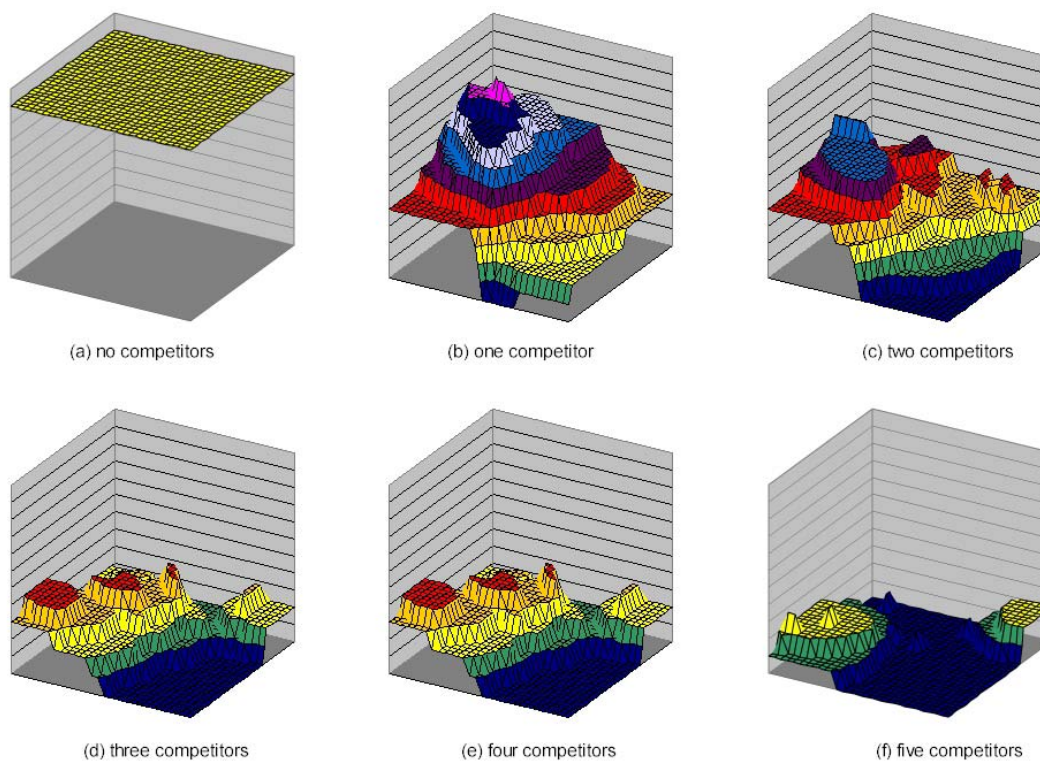 (a) no competitors
(b) one competitor
(c) two competitors
(d) three competitors
(e) four competitors
(f) five competitors